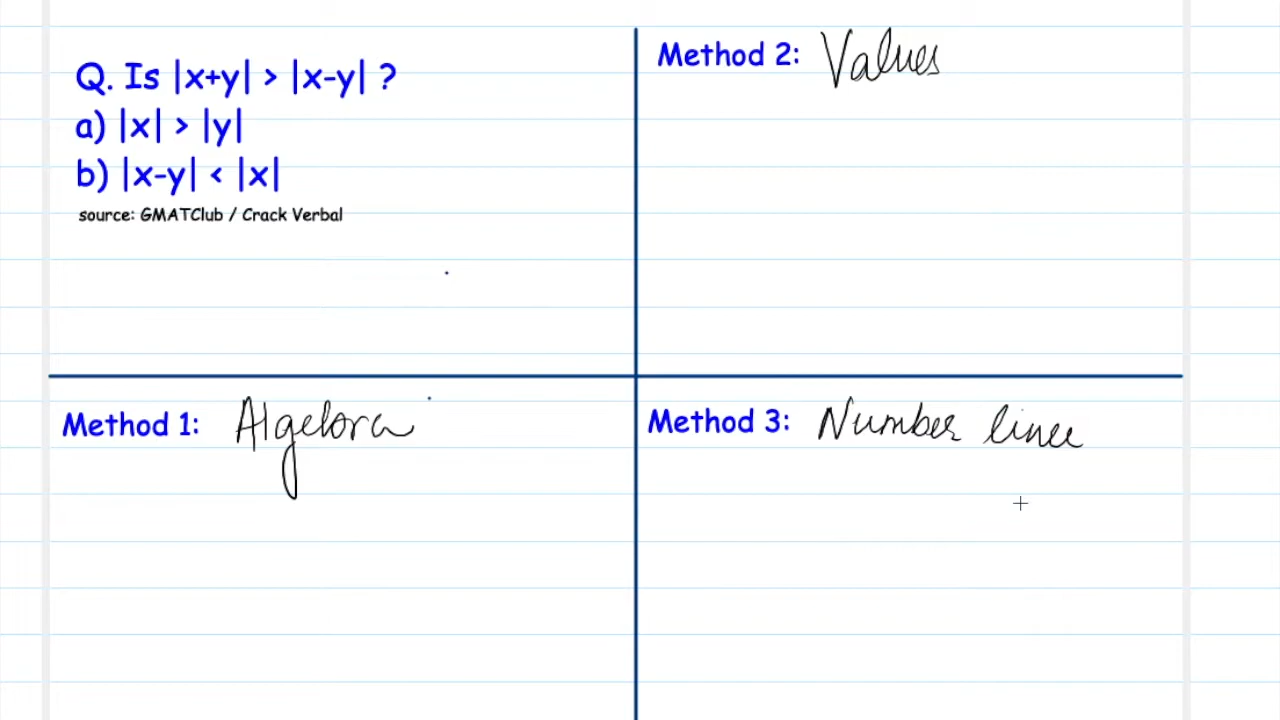 Q. Is |x+y| > |x-y| ?
a) |x| > |y|
b) |x-y| < |x|
source: GMATClub / Crack Verbal
Method 2: Values
Method 1: Algebra
Method 3: Number line